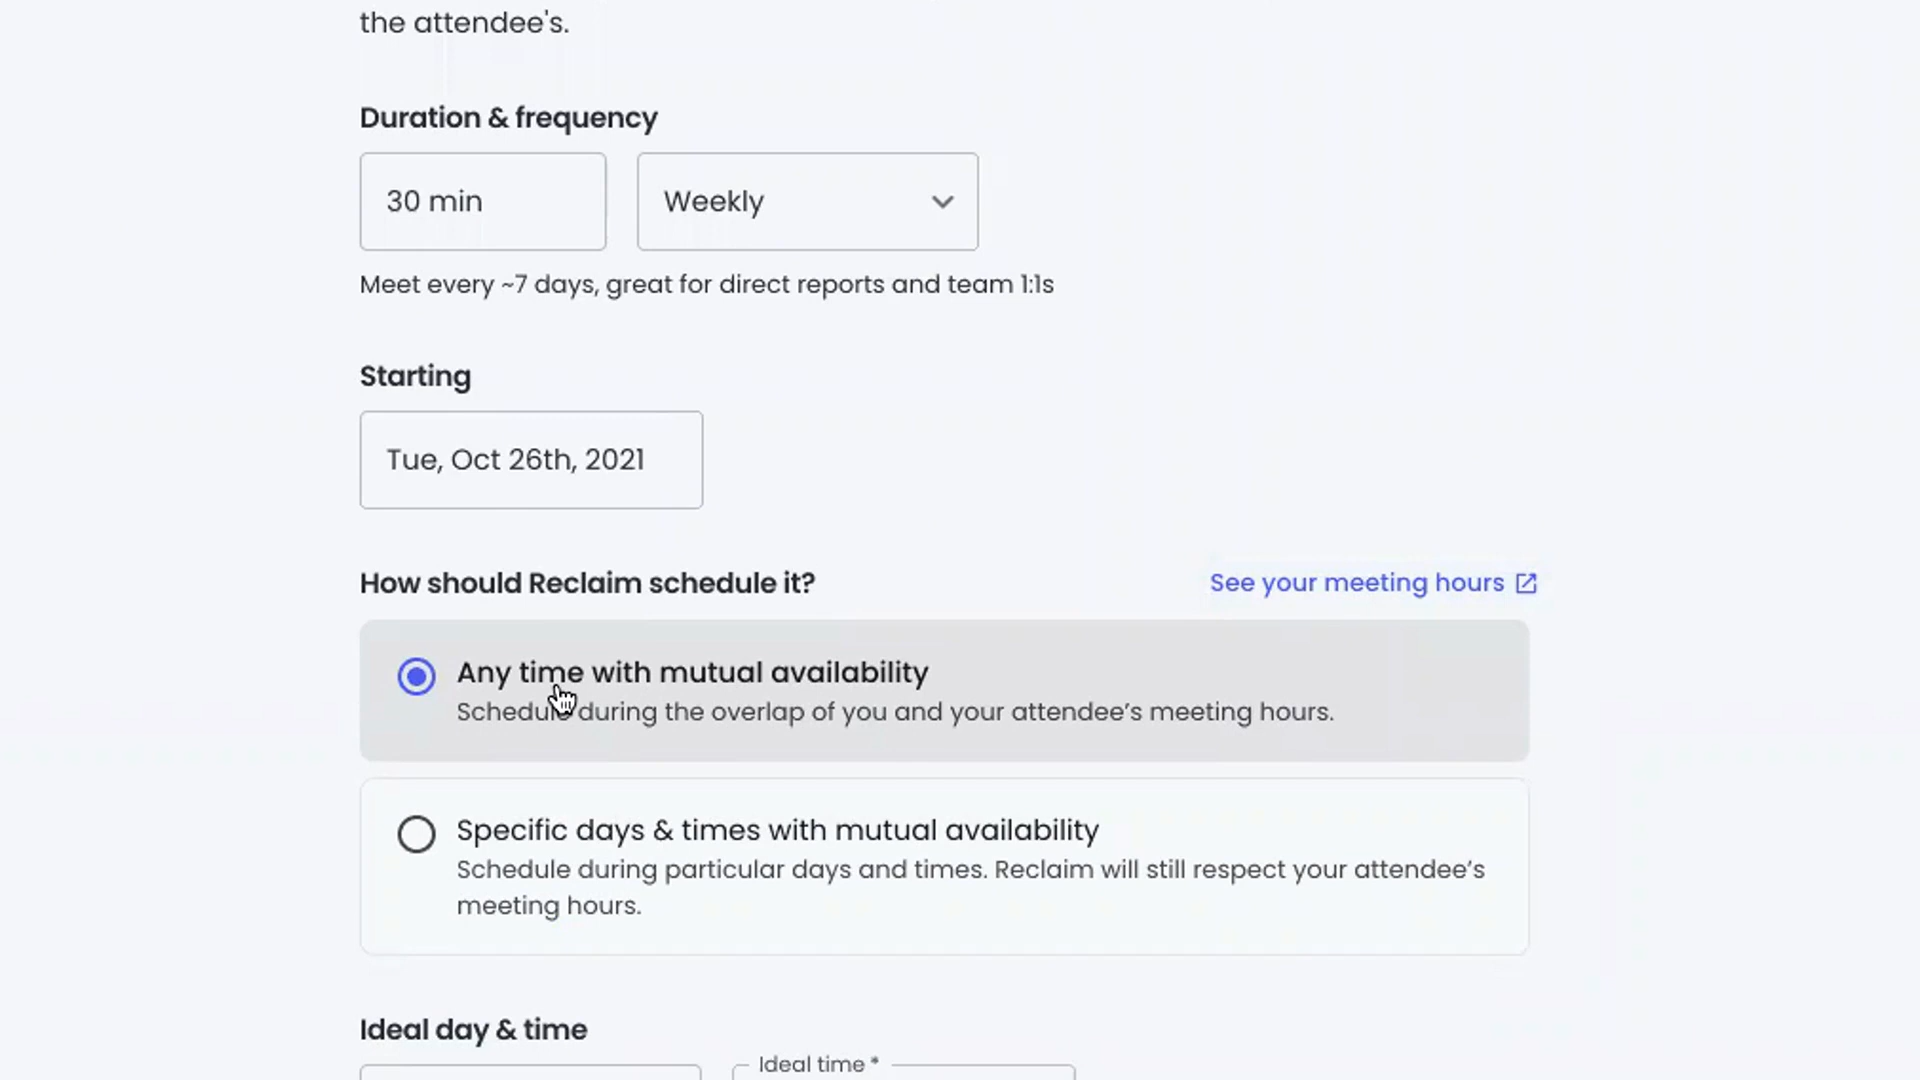 the attendee's.
Duration & frequency
30 min
Weekly
Meet every ~7 days, great for direct reports and team 1:1s
Starting
Tue, Oct 26th, 2021
How should Reclaim schedule it?
See your meeting hours
Any time with mutual availability
Schedule during the overlap of you and your attendee’s meeting hours.
Specific days & times with mutual availability
Schedule during particular days and times. Reclaim will still respect your attendee’s
meeting hours.
Ideal day & time
Ideal time *